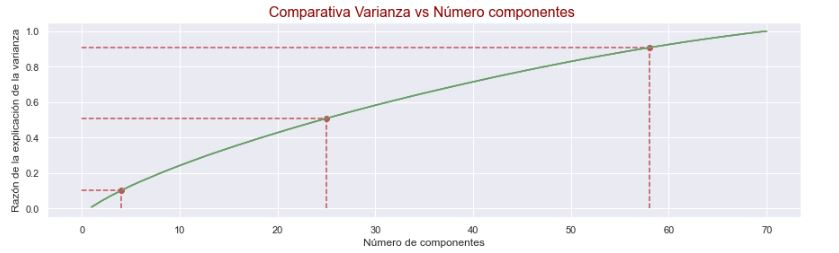 Comparativa Varianza vs Número componentes
Razón de la explicación de la varianza
1.0
0.8
0.6
0.4
0.2
0.0
0 10 20 30 40 50 60 70
Número de componentes